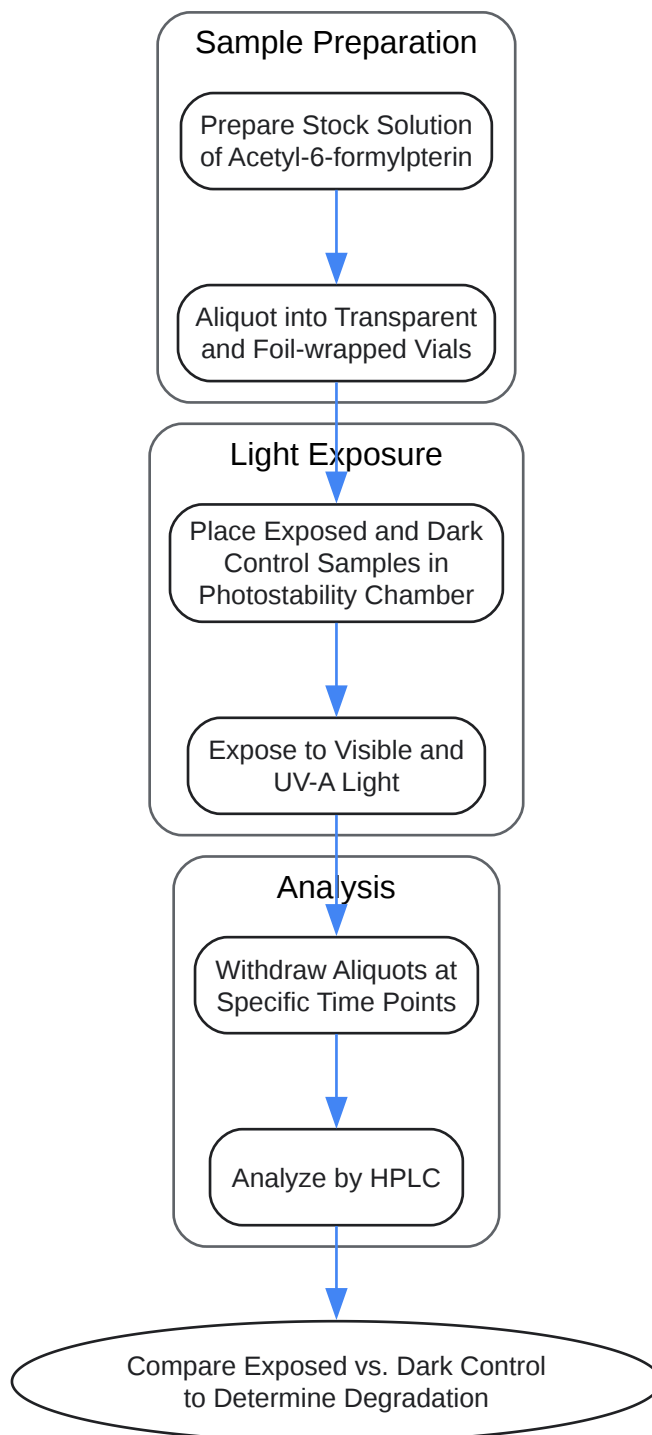 Sample Preparation
Prepare Stock Solution
of Acetyl-6-formylpterin
Aliquot into Transparent
and Foil-wrapped Vials
Light Exposure
Place Exposed and Dark
Control Samples in
Photostability Chamber
Expose to Visible and
UV-A Light
Analysis
Withdraw Aliquots at
Specific Time Points
Analyze by HPLC
Compare Exposed vs. Dark Control
to Determine Degradation